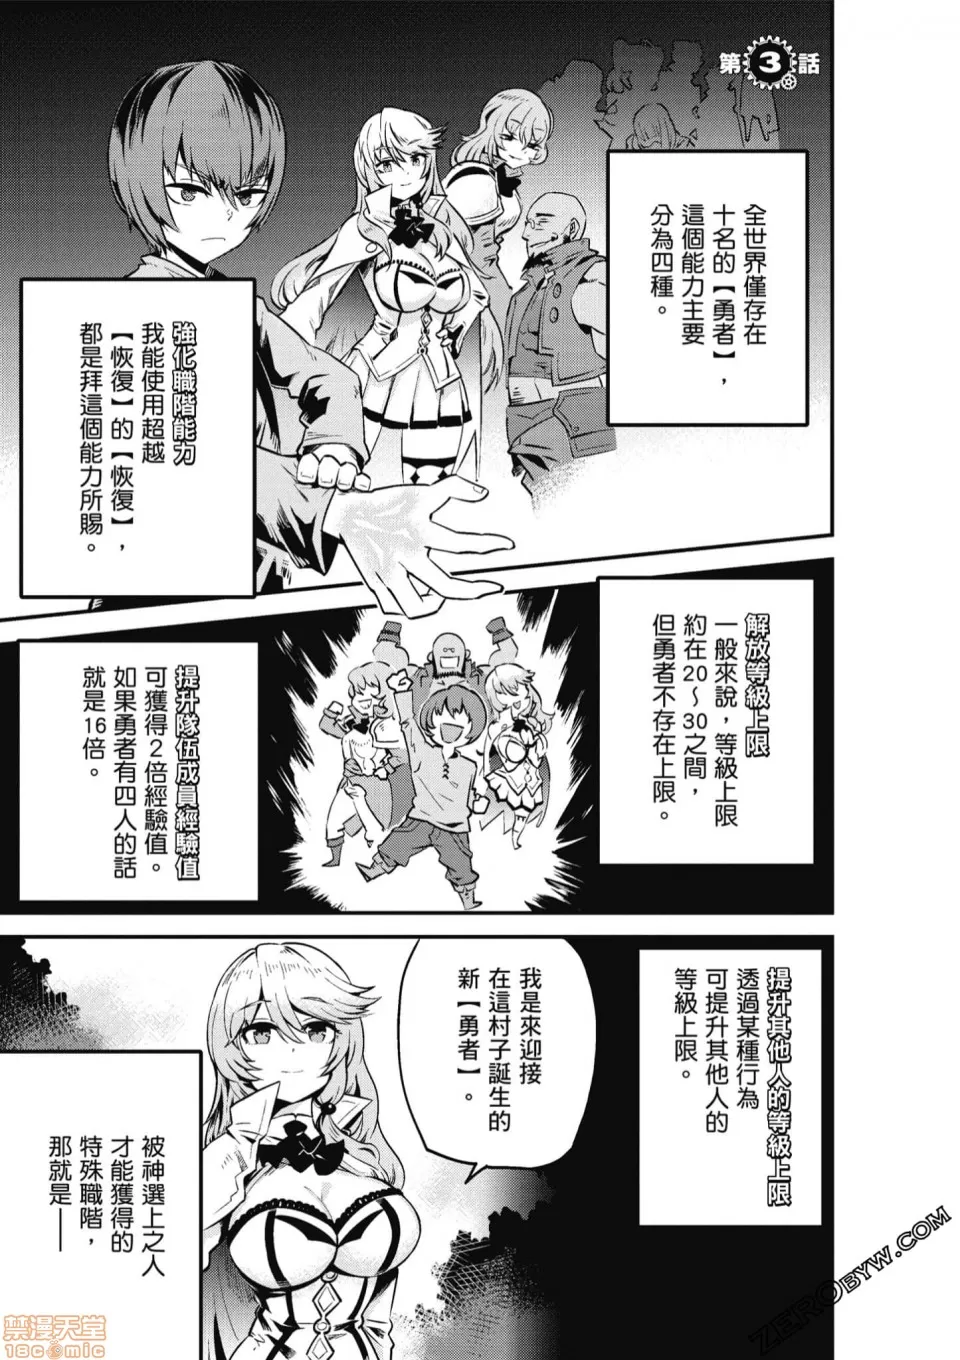 第3話
全世界僅存在
十名的【勇者】，
這個能力主要
分為四種。
強化職階能力
我能使用超越
【恢復】的【恢復】，
都是拜這個能力所賜。
解放等級上限
一般來說，等級上限
約在20～30之間，
但勇者不存在上限。
提升隊伍成員經驗值
可獲得2倍經驗值。
如果勇者有四人的話
就是16倍。
提升其他人的等級上限
透過某種行為
可提升其他人的
等級上限。
我是來迎接
在這村子誕生的
新【勇者】。
被神選上之人
才能獲得的
特殊職階，
那就是——
禁漫天堂
18comic
ZEROBYW.COM